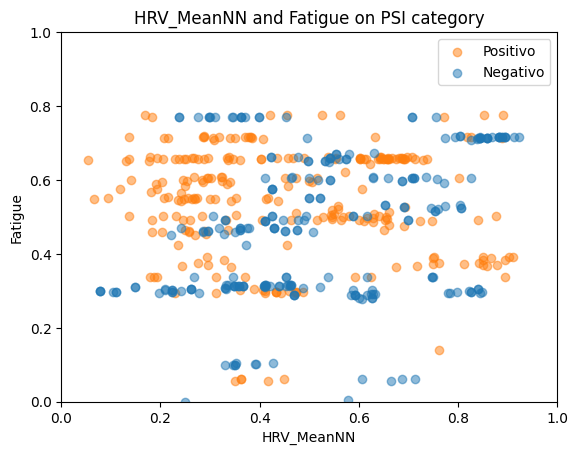 HRV_MeanNN and Fatigue on PSI category
Positivo
Negativo
1.0
0.8
0.6
0.4
0.2
0.0
Fatigue
0.0 0.2 0.4 0.6 0.8 1.0
HRV_MeanNN